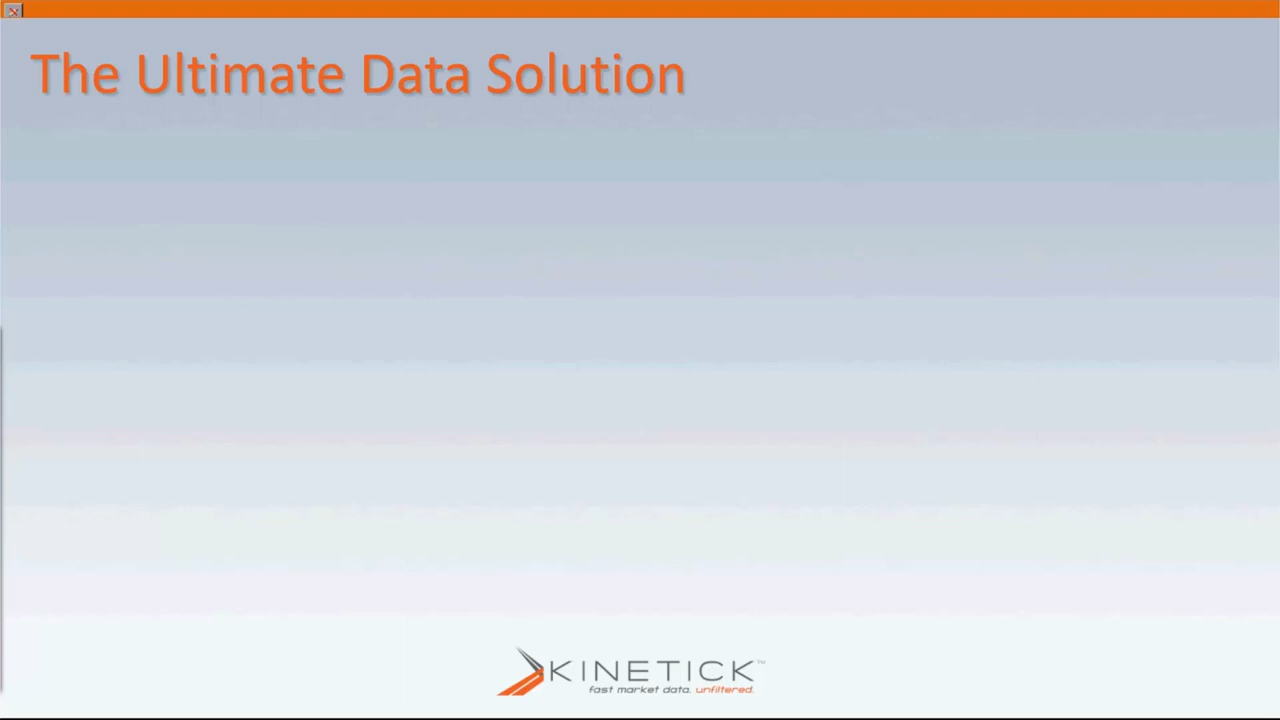 The Ultimate Data Solution
KINETICK™
fast market data. unfiltered.